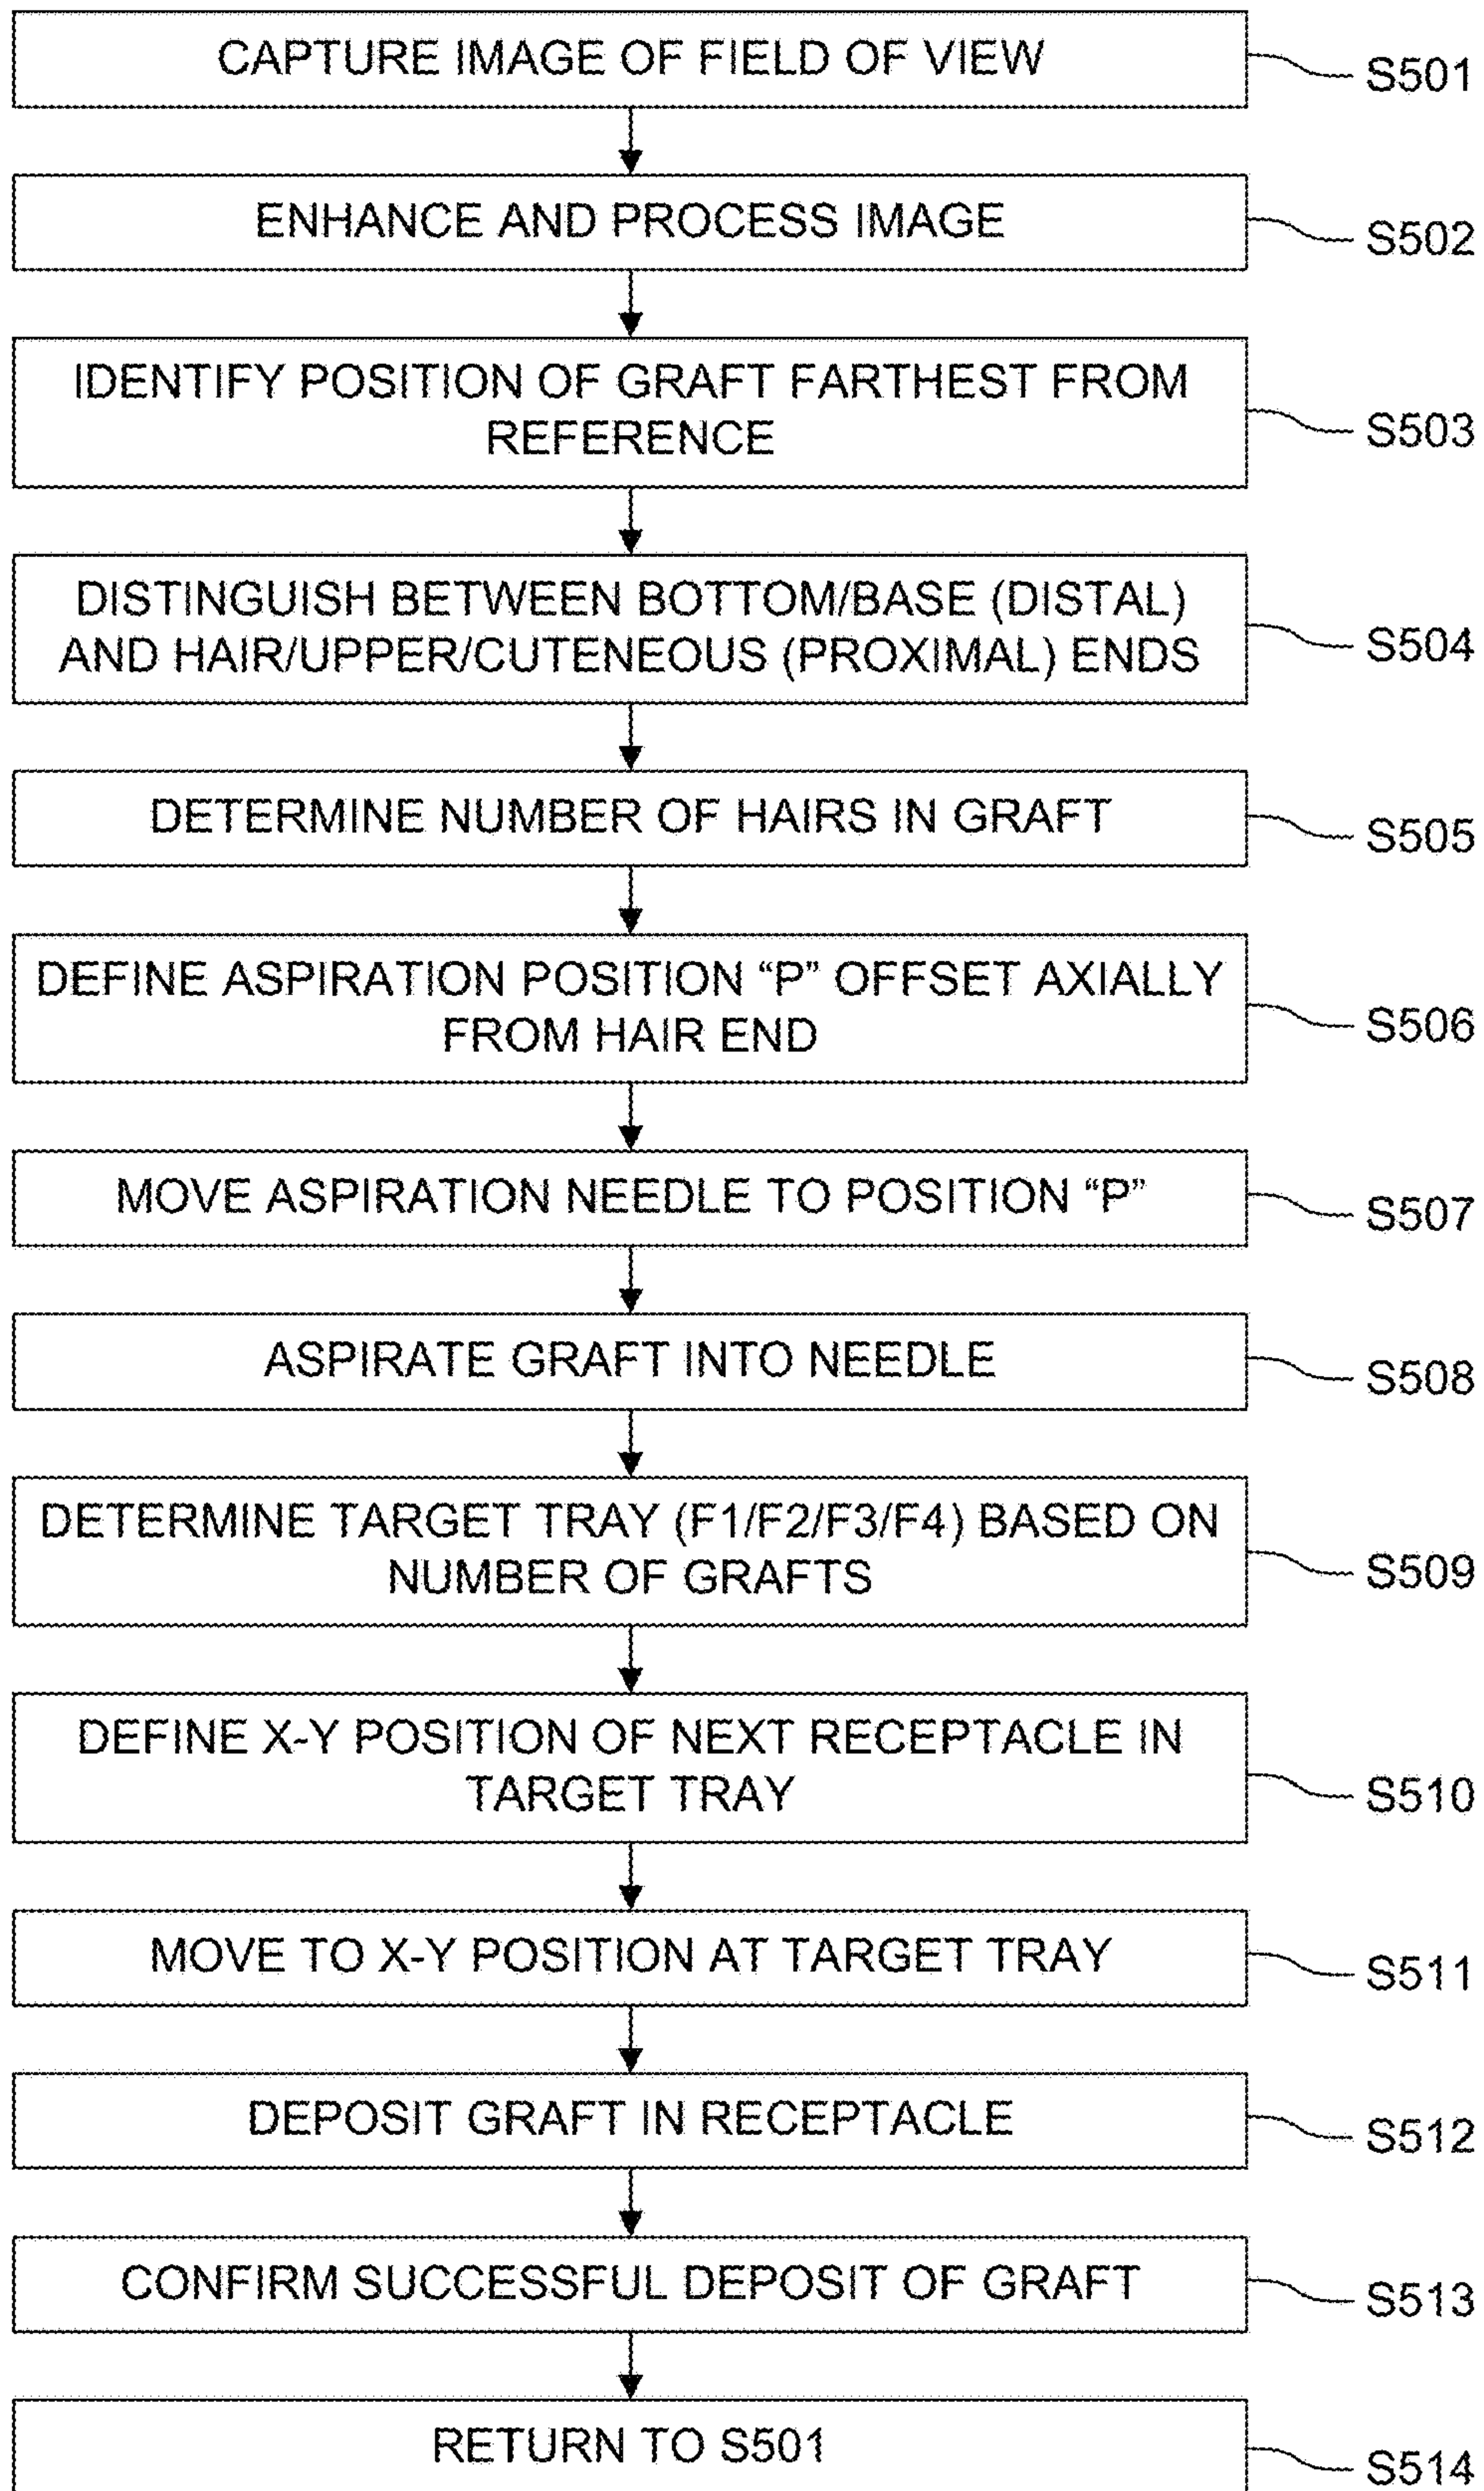 CAPTURE IMAGE OF FIELD OF VIEW
S501
ENHANCE AND PROCESS IMAGE
S502
IDENTIFY POSITION OF GRAFT FARTHEST FROM
REFERENCE
S503
DISTINGUISH BETWEEN BOTTOM/BASE (DISTAL)
AND HAIR/UPPER/CUTENEOUS (PROXIMAL) ENDS
S504
DETERMINE NUMBER OF HAIRS IN GRAFT
S505
DEFINE ASPIRATION POSITION “P” OFFSET AXIALLY
FROM HAIR END
S506
MOVE ASPIRATION NEEDLE TO POSITION “P”
S507
ASPIRATE GRAFT INTO NEEDLE
S508
DETERMINE TARGET TRAY (F1/F2/F3/F4) BASED ON
NUMBER OF GRAFTS
S509
DEFINE X-Y POSITION OF NEXT RECEPTACLE IN
TARGET TRAY
S510
MOVE TO X-Y POSITION AT TARGET TRAY
S511
DEPOSIT GRAFT IN RECEPTACLE
S512
CONFIRM SUCCESSFUL DEPOSIT OF GRAFT
S513
RETURN TO S501
S514